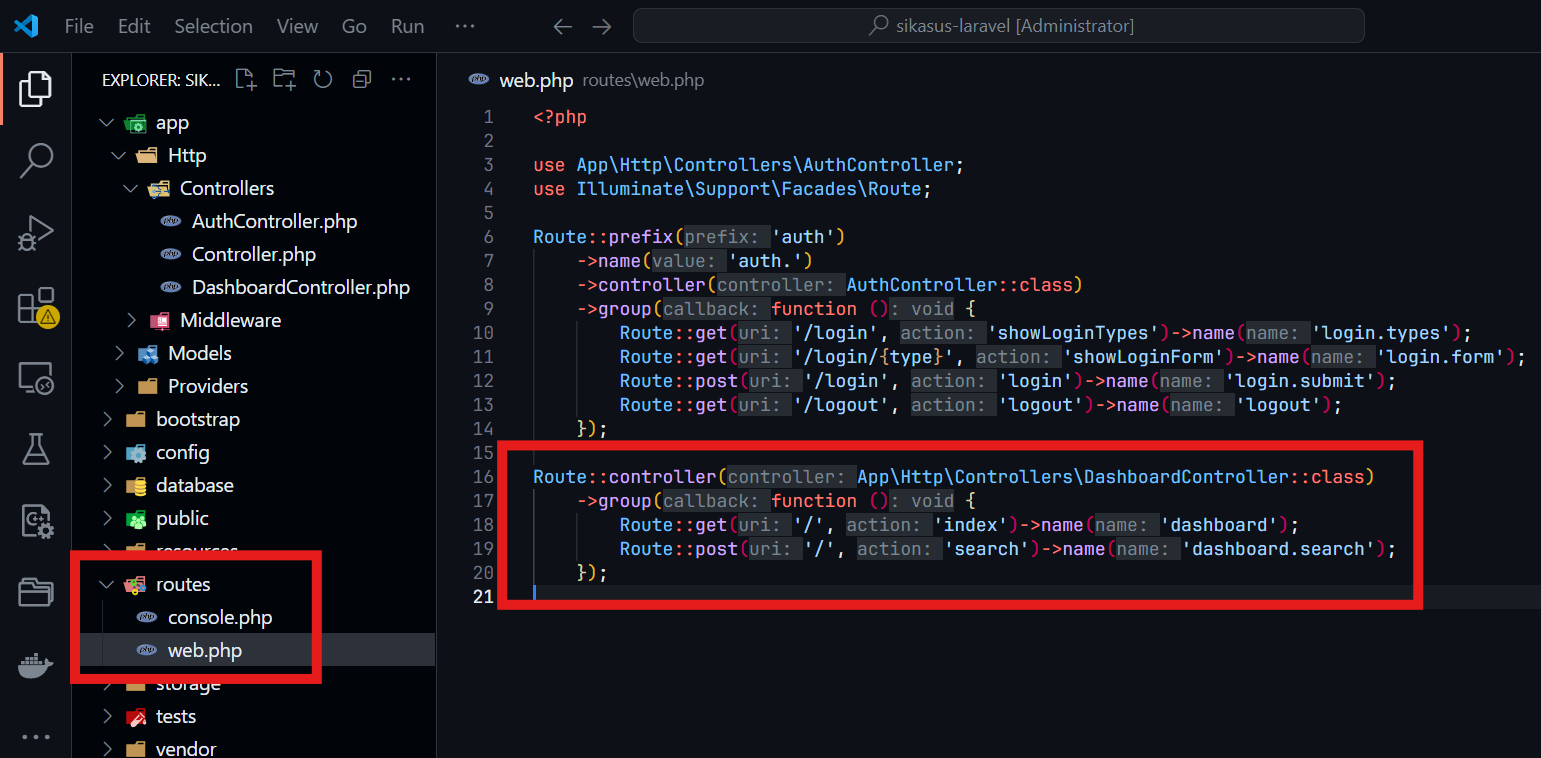 File Edit Selection View Go Run ···
sikasus-laravel [Administrator]
EXPLORER: SIK...
app
Http
Controllers
AuthController.php
Controller.php
DashboardController.php
Middleware
Models
Providers
bootstrap
config
database
public
resources
routes
console.php
web.php
storage
tests
vendor
web.php routes\web.php
1 <?php
2
3 use App\Http\Controllers\AuthController;
4 use Illuminate\Support\Facades\Route;
5
6 Route::prefix(prefix: 'auth')
7 ->name(value: 'auth.')
8 ->controller(controller: AuthController::class)
9 ->group(callback: function (): void {
10 Route::get(uri: '/login', action: 'showLoginTypes')->name(name: 'login.types');
11 Route::get(uri: '/login/{type}', action: 'showLoginForm')->name(name: 'login.form');
12 Route::post(uri: '/login', action: 'login')->name(name: 'login.submit');
13 Route::get(uri: '/logout', action: 'logout')->name(name: 'logout');
14 });
15
16 Route::controller(controller: App\Http\Controllers\DashboardController::class)
17 ->group(callback: function (): void {
18 Route::get(uri: '/', action: 'index')->name(name: 'dashboard');
19 Route::post(uri: '/', action: 'search')->name(name: 'dashboard.search');
20 });
21